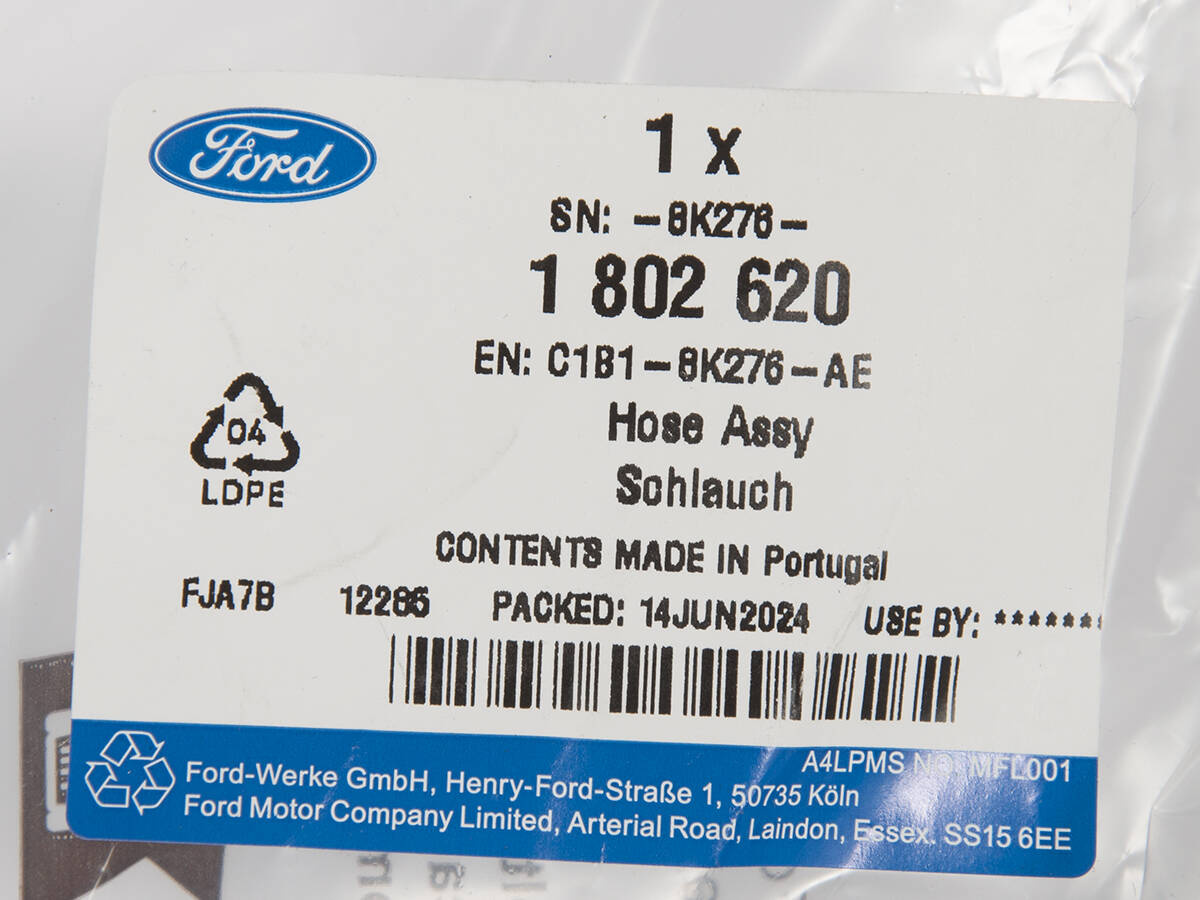 Ford
1 x
SN: -8K276-
1 802 620
EN: C1B1-8K276-AE
Hose Assy
Schlauch
04
LDPE
CONTENTS MADE IN Portugal
FJA7B 12286 PACKED: 14JUN2024 USE BY: *******
A4LPMS NO. MFL001
Ford-Werke GmbH, Henry-Ford-Straße 1, 50735 Köln
Ford Motor Company Limited, Arterial Road, Laindon, Essex. SS15 6EE